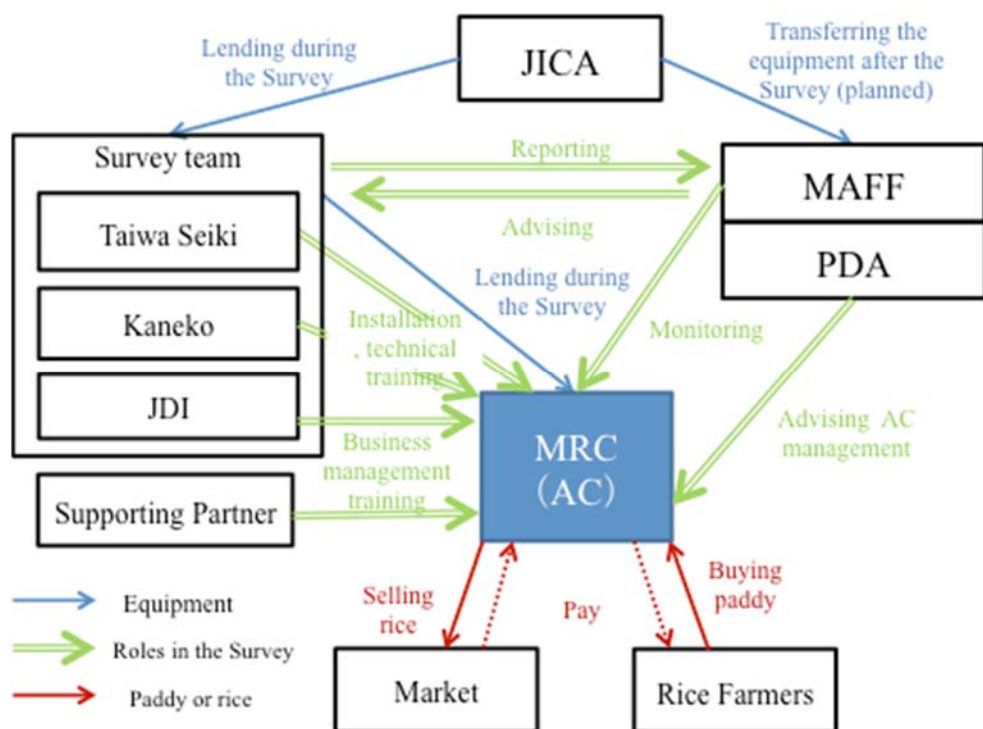 Lending during
the Survey
JICA
Transferring the
equipment after the
Survey (planned)
Survey team
Reporting
MAFF
Taiwa Seiki
Advising
PDA
Lending during
the Survey
Kaneko
Installation
, technical
training
Monitoring
JDI
Business
management
training
MRC
(AC)
Advising AC
management
Supporting Partner
Equipment
Selling
rice
Pay
Buying
paddy
Roles in the Survey
Paddy or rice
Market
Rice Farmers